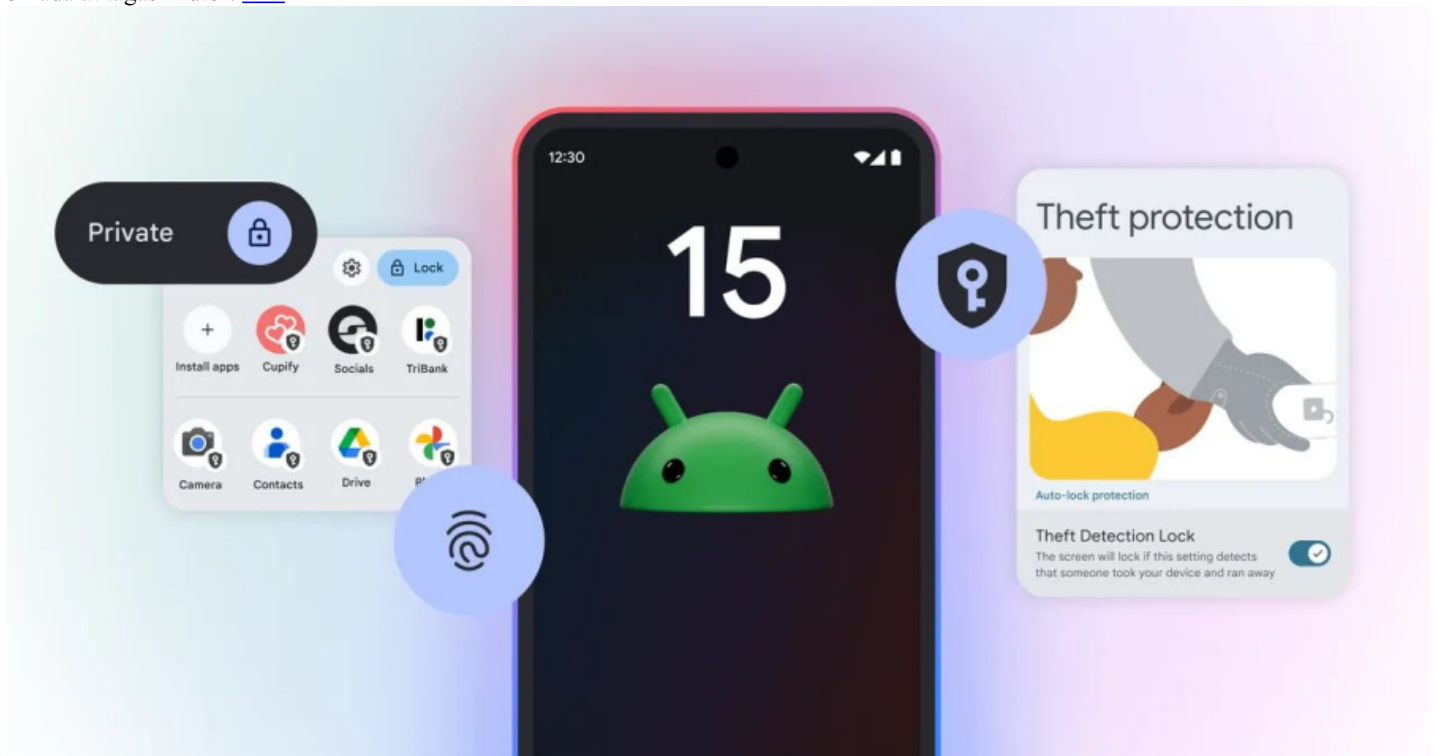 Private
Lock
Install apps
Cupify
Socials
TriBank
Camera
Contacts
Drive
12:30
15
Theft protection
Auto-lock protection
Theft Detection Lock
The screen will lock if this setting detects
that someone took your device and ran away